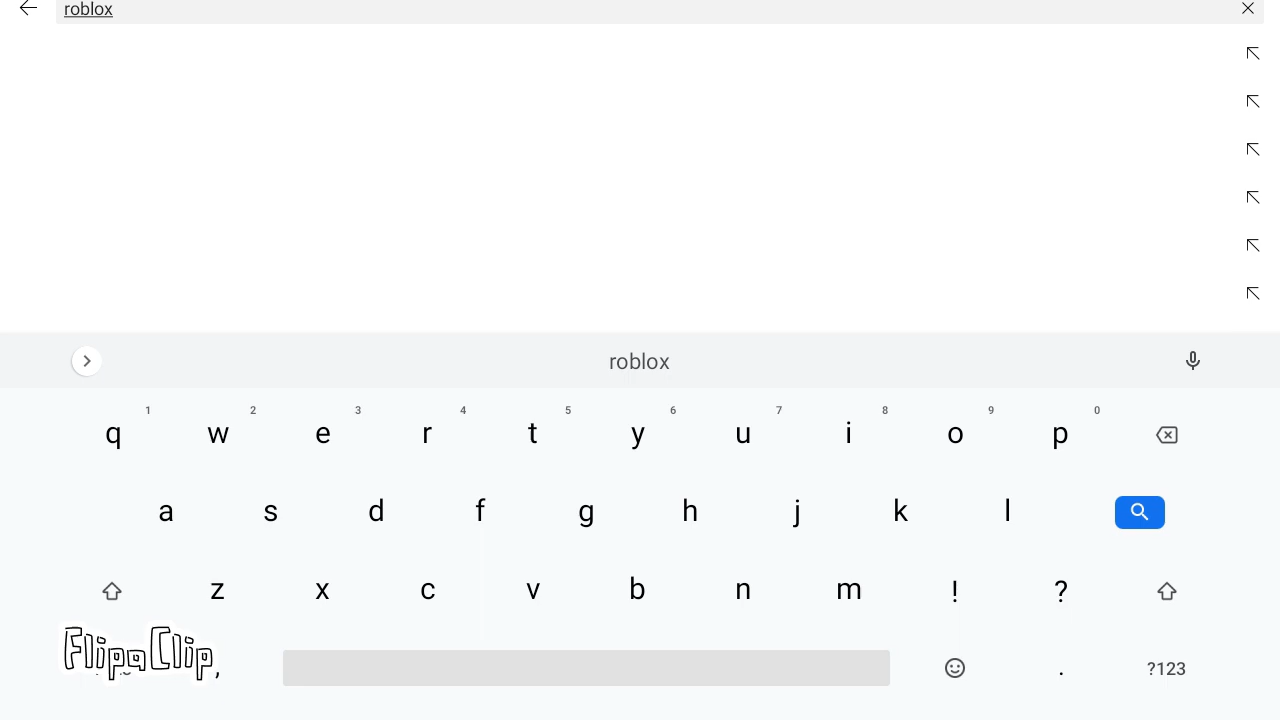 roblox
roblox
1 2 3 4 5 6 7 8 9 0
q w e r t y u i o p
a s d f g h j k l
z x c v b n m ! ?
FlipaClip , . ?123